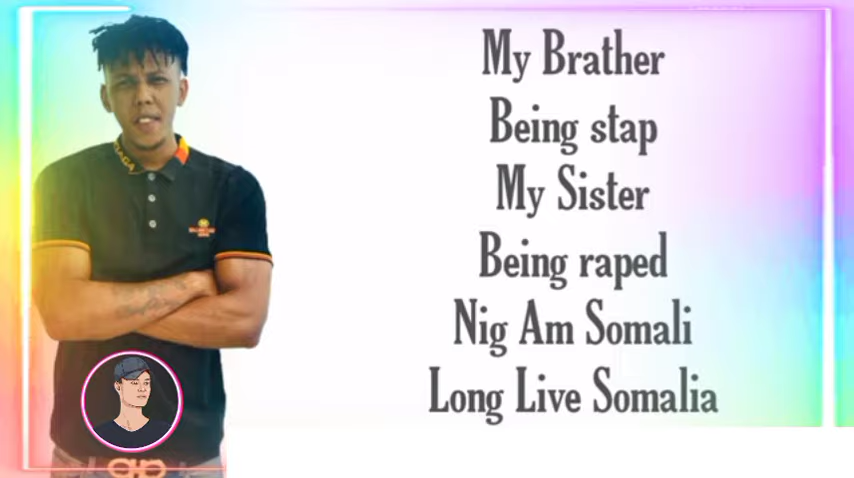 My Brather
Being stap
My Sister
Being raped
Nig Am Somali
Long Live Somalia